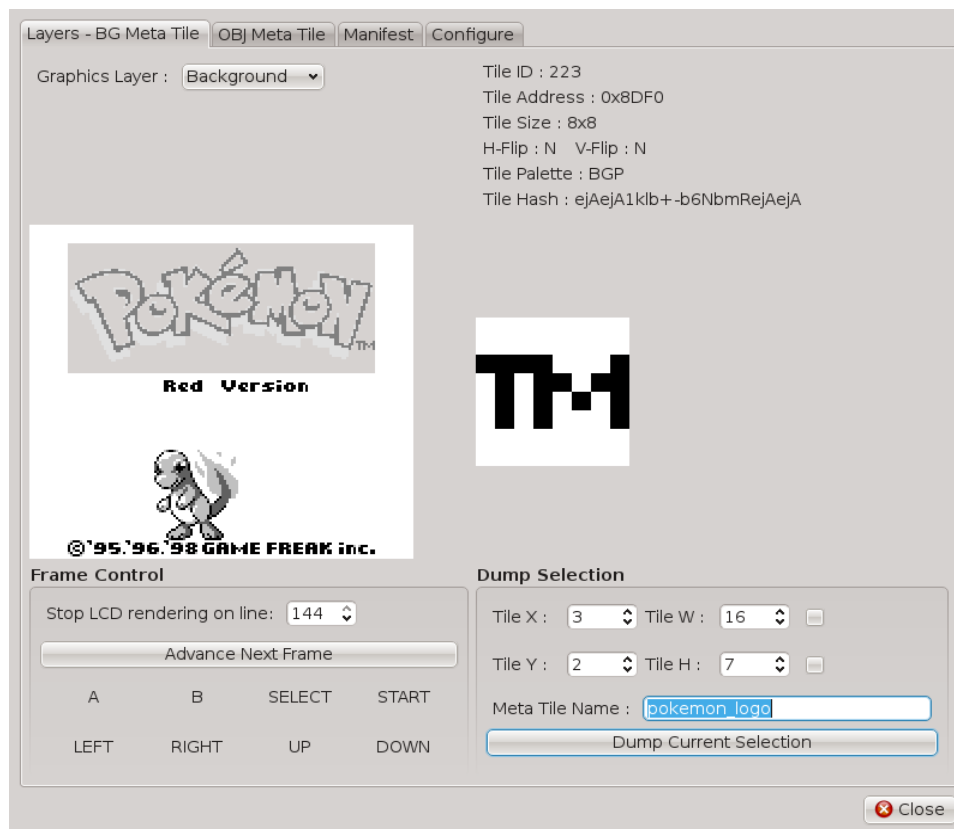 Layers - BG Meta Tile OBJ Meta Tile Manifest Configure
Graphics Layer : Background
Tile ID : 223
Tile Address : 0x8DF0
Tile Size : 8x8
H-Flip : N V-Flip : N
Tile Palette : BGP
Tile Hash : ejAejA1klb+-b6NbmRejAejA
POKéMON
TM
Red Version
©'95.'96.'98 GAME FREAK inc.
TM
Frame Control
Stop LCD rendering on line: 144
Advance Next Frame
A B SELECT START
LEFT RIGHT UP DOWN
Dump Selection
Tile X : 3 Tile W : 16
Tile Y : 2 Tile H : 7
Meta Tile Name : pokemon_logo
Dump Current Selection
Close